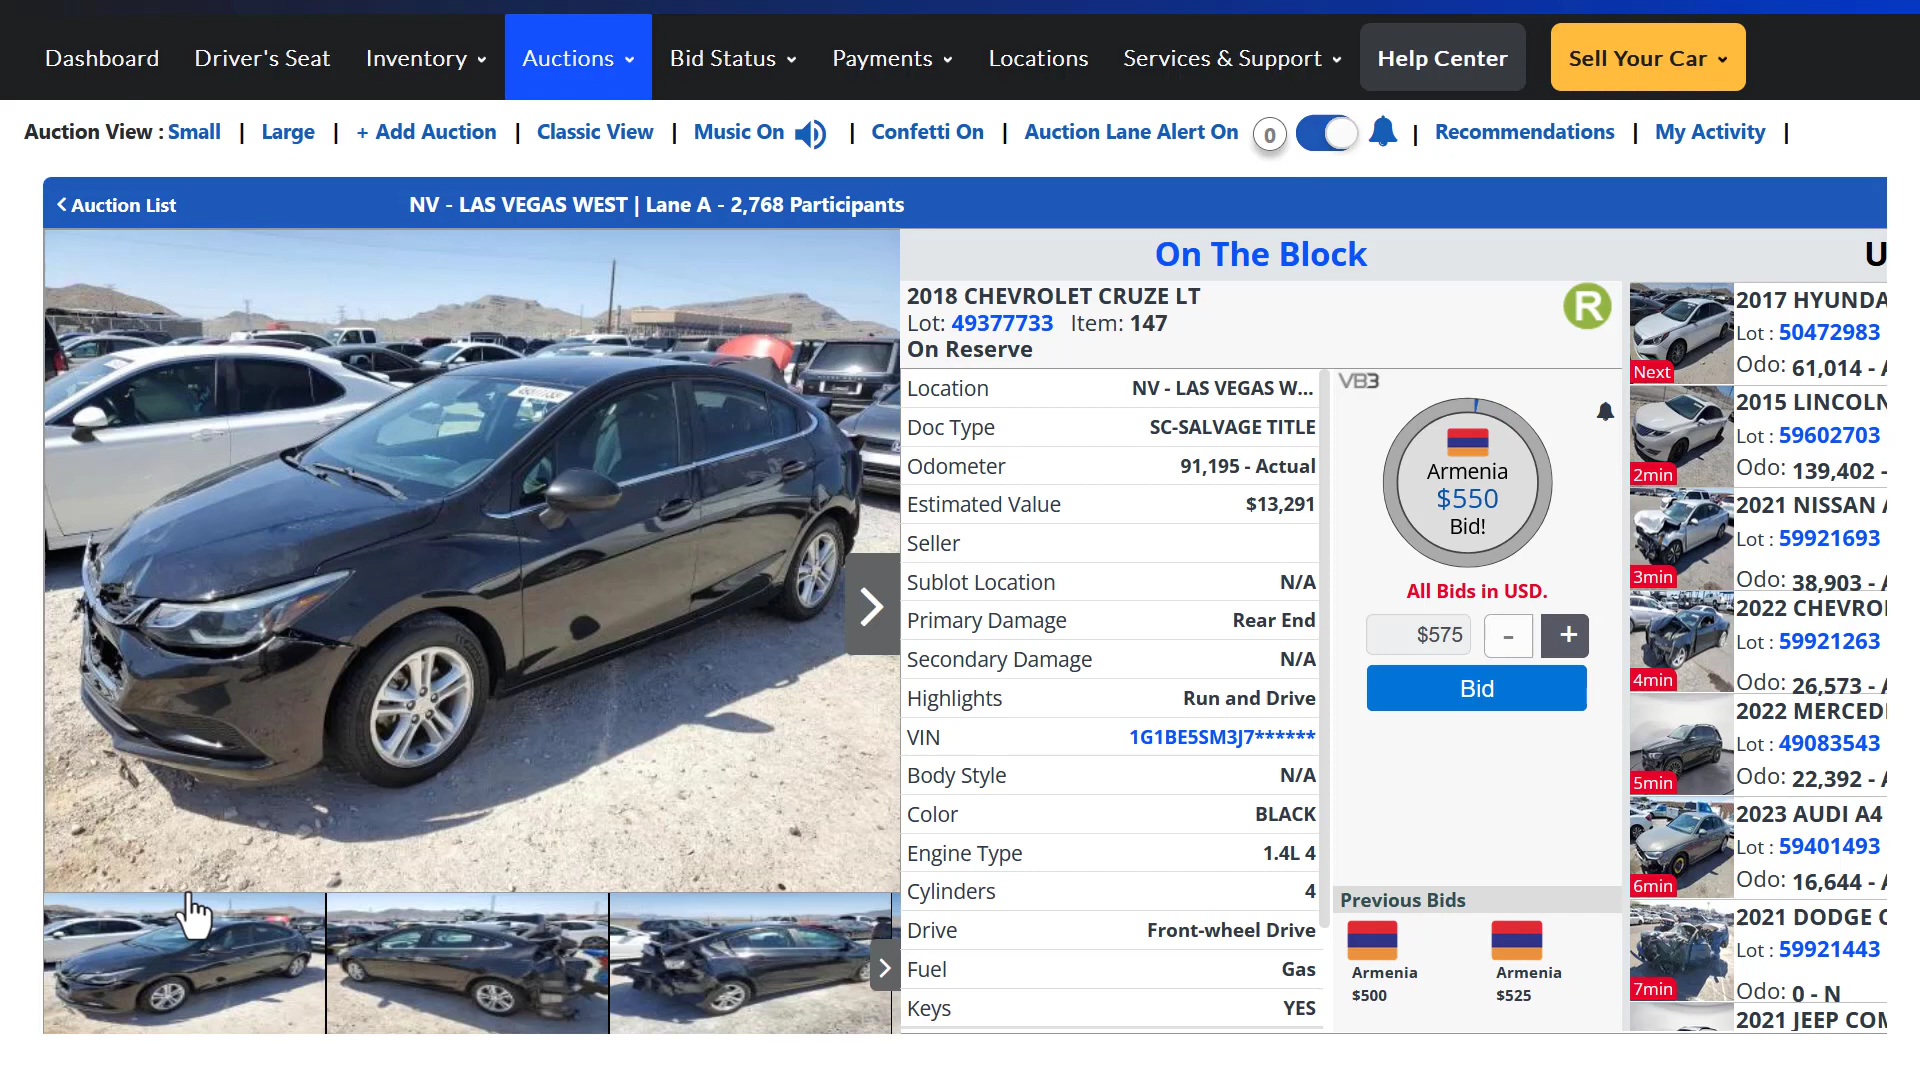 Dashboard
Driver's Seat
Inventory
Auctions
Bid Status
Payments
Locations
Services & Support
Help Center
Sell Your Car
Auction View : Small | Large | + Add Auction | Classic View | Music On | Confetti On | Auction Lane Alert On 0 | Recommendations | My Activity |
Auction List
NV - LAS VEGAS WEST | Lane A - 2,768 Participants
On The Block
2018 CHEVROLET CRUZE LT
Lot: 49377733 Item: 147
On Reserve
R
Location NV - LAS VEGAS W...
Doc Type SC-SALVAGE TITLE
Odometer 91,195 - Actual
Estimated Value $13,291
Seller
Sublot Location N/A
Primary Damage Rear End
Secondary Damage N/A
Highlights Run and Drive
VIN 1G1BE5SM3J7******
Body Style N/A
Color BLACK
Engine Type 1.4L 4
Cylinders 4
Drive Front-wheel Drive
Fuel Gas
Keys YES
VB3
Armenia
$550
Bid!
All Bids in USD.
$575 - +
Bid
Previous Bids
Armenia
$500
Armenia
$525
U
2017 HYUNDA
Lot : 50472983
Odo: 61,014 - A
Next
2015 LINCOLN
Lot : 59602703
Odo: 139,402 -
2min
2021 NISSAN A
Lot : 59921693
Odo: 38,903 - A
3min
2022 CHEVROL
Lot : 59921263
Odo: 26,573 - A
4min
2022 MERCEDE
Lot : 49083543
Odo: 22,392 - A
5min
2023 AUDI A4
Lot : 59401493
Odo: 16,644 - A
6min
2021 DODGE C
Lot : 59921443
Odo: 0 - N
7min
2021 JEEP COM